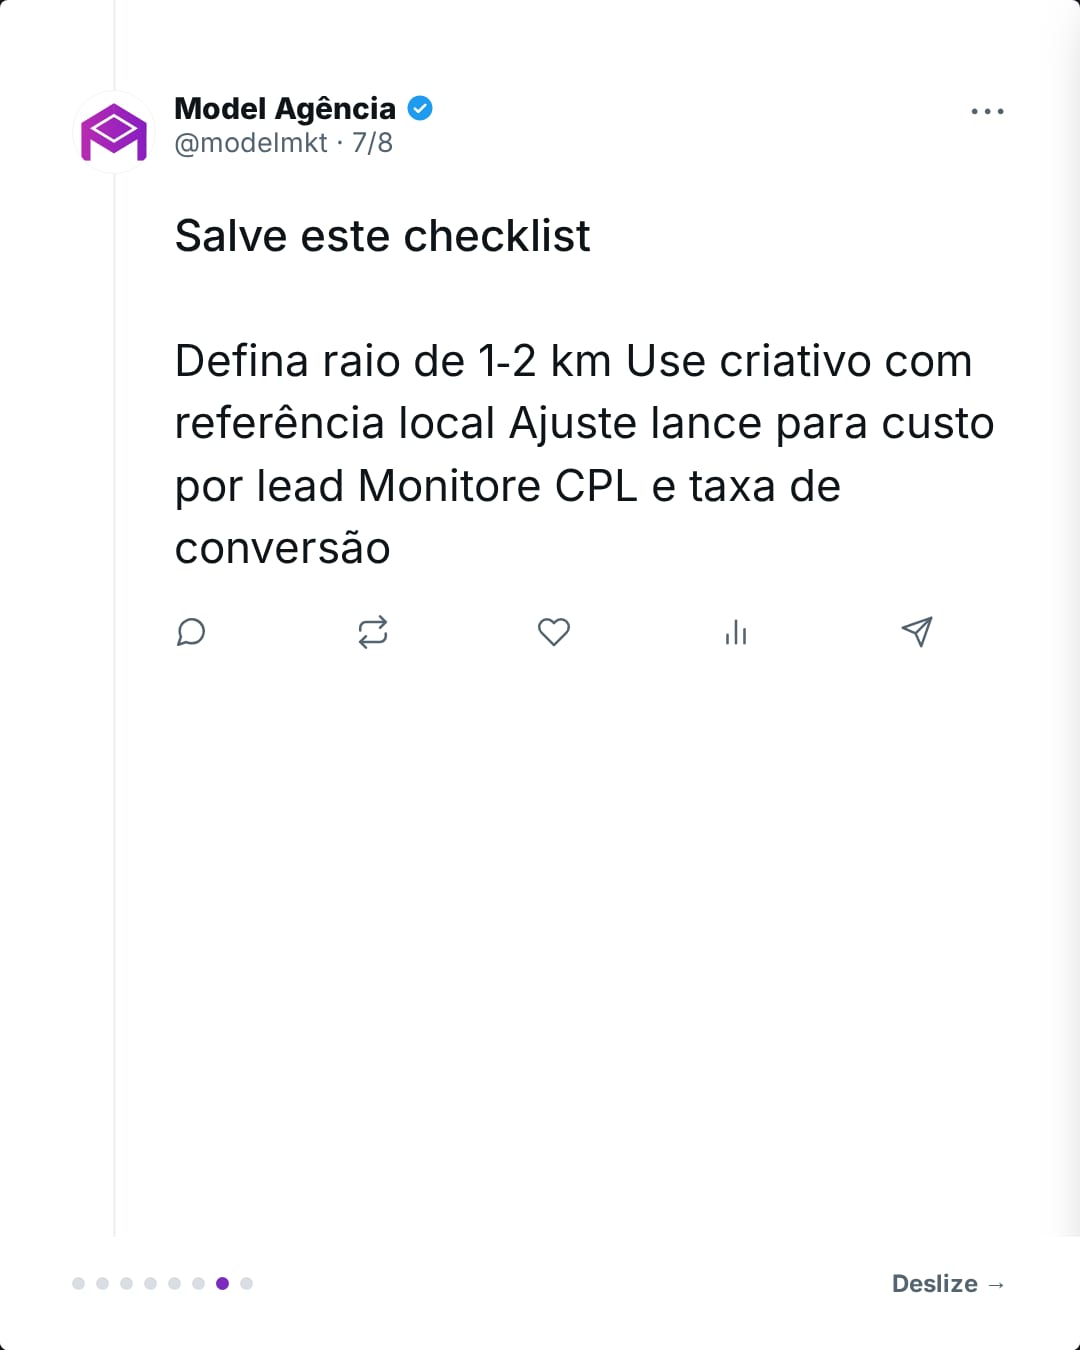 Model Agência
@modelmkt · 7/8
Salve este checklist
Defina raio de 1-2 km Use criativo com
referência local Ajuste lance para custo
por lead Monitore CPL e taxa de
conversão
Deslize →